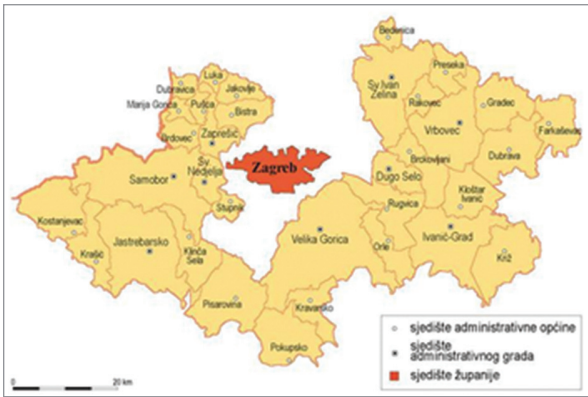 Bedenica
Preseka
Luka
Dubravica
Jakovlje
Sv. Ivan
Zelina
Marija Gorica
Pušća
Rakovec
Gradec
Bistra
Brdovec
Zaprešić
Vrbovec
Farkaševac
Sv.
Nedjelja
Zagreb
Brckovljani
Dubrava
Samobor
Dugo Selo
Kloštar
Ivanić
Stupnik
Rugvica
Kostanjevac
Jastrebarsko
Velika Gorica
Ivanić-Grad
Orle
Krašić
Klinča
Sela
Križ
Pisarovina
Kravarsko
Pokupsko
sjedište administrativne općine
sjedište
administrativnog grada
sjedište županije
0 20 km